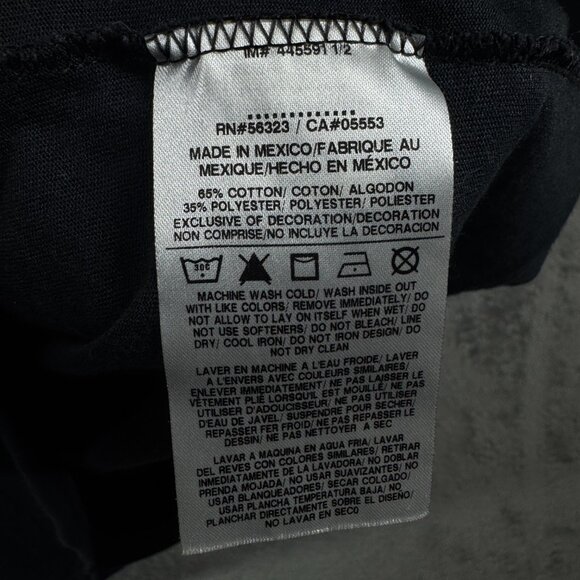 IM# 4455911/2
RN#56323 / CA#05553
MADE IN MEXICO/FABRIQUE AU
MEXIQUE/HECHO EN MÉXICO
65% COTTON/ COTON/ ALGODON
35% POLYESTER/ POLYESTER/ POLIESTER
EXCLUSIVE OF DECORATION/DECORATION
NON COMPRISE/NO INCLUYE LA DECORACION
30C
MACHINE WASH COLD/ WASH INSIDE OUT
WITH LIKE COLORS/ REMOVE IMMEDIATELY/ DO
NOT ALLOW TO LAY ON ITSELF WHEN WET/ DO
NOT USE SOFTENERS/ DO NOT BLEACH/ LINE
DRY/ COOL IRON/ DO NOT IRON DESIGN/ DO
NOT DRY CLEAN
LAVER EN MACHINE A L'EAU FROIDE/ LAVER
A L'ENVERS AVEC COULEURS SIMILAIRES/
ENLEVER IMMÉDIATEMENT/ NE PAS LAISSER LE
VÊTEMENT PLIÉ LORSQUIL EST MOUILLÉ/ NE PAS
UTILISER D'ADOUCISSEUR/ NE PAS UTILISER
D'EAU DE JAVEL/ SUSPENDRE POUR SECHER/
REPASSER FER FROID/ NE PAS REPASSER LE
DESSIN/ NE PAS NETTOYER A SEC
LAVAR A MAQUINA EN AGUA FRIA/ LAVAR
DEL REVES CON COLORES SIMILARES/ RETIRAR
INMEDIATAMENTE DE LA LAVADORA/ NO DOBLAR
PRENDA MOJADA/ NO USAR SUAVIZANTES/ NO
USAR BLANQUEADORES/ SECAR COLGADO/
USAR PLANCHA TEMPERATURA BAJA/ NO
PLANCHAR DIRECTAMENTE SOBRE EL DISEÑO/
NO LAVAR EN SECO